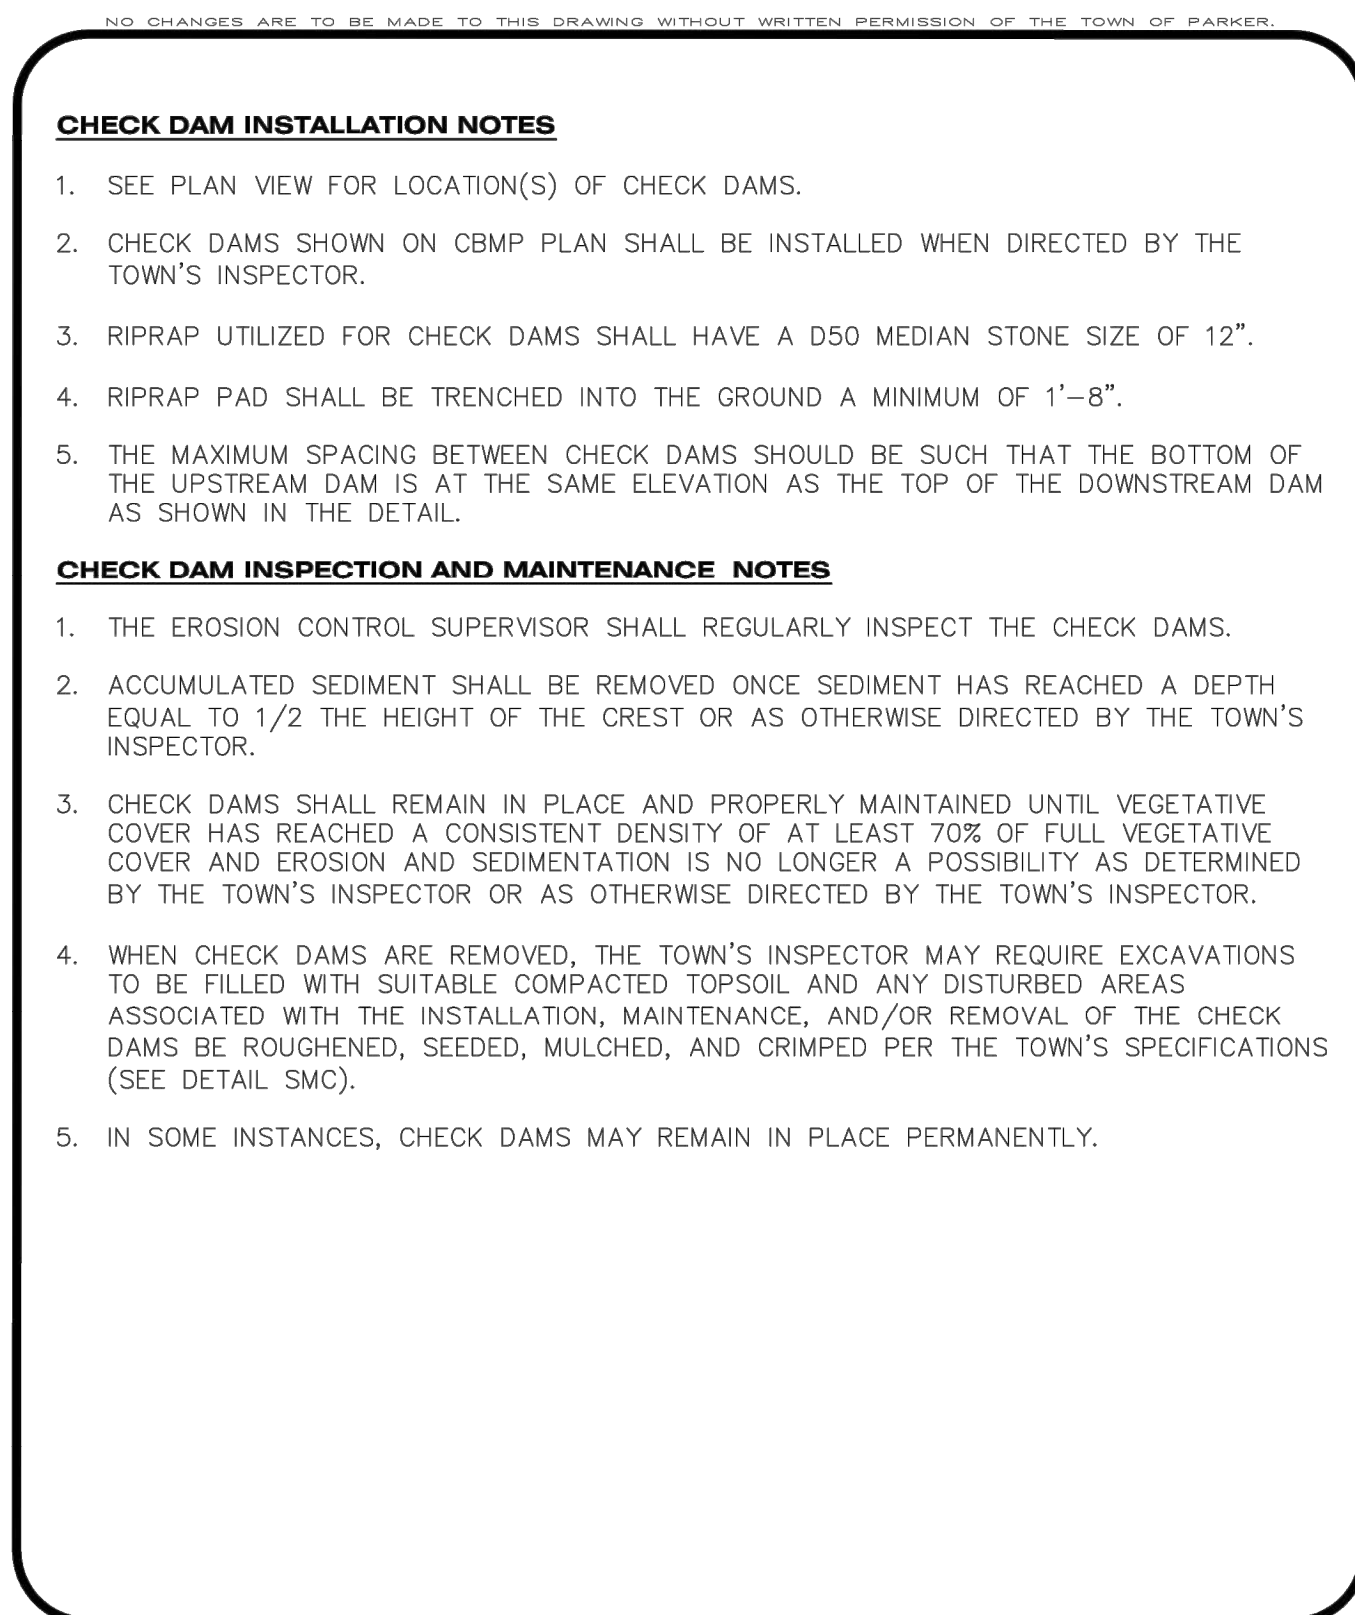 NO CHANGES ARE TO BE MADE TO THIS DRAWING WITHOUT WRITTEN PERMISSION OF THE TOWN OF PARKER.
CHECK DAM INSTALLATION NOTES
1. SEE PLAN VIEW FOR LOCATION(S) OF CHECK DAMS.
2. CHECK DAMS SHOWN ON CBMP PLAN SHALL BE INSTALLED WHEN DIRECTED BY THE
TOWN'S INSPECTOR.
3. RIPRAP UTILIZED FOR CHECK DAMS SHALL HAVE A D50 MEDIAN STONE SIZE OF 12".
4. RIPRAP PAD SHALL BE TRENCHED INTO THE GROUND A MINIMUM OF 1'-8".
5. THE MAXIMUM SPACING BETWEEN CHECK DAMS SHOULD BE SUCH THAT THE BOTTOM OF
THE UPSTREAM DAM IS AT THE SAME ELEVATION AS THE TOP OF THE DOWNSTREAM DAM
AS SHOWN IN THE DETAIL.
CHECK DAM INSPECTION AND MAINTENANCE NOTES
1. THE EROSION CONTROL SUPERVISOR SHALL REGULARLY INSPECT THE CHECK DAMS.
2. ACCUMULATED SEDIMENT SHALL BE REMOVED ONCE SEDIMENT HAS REACHED A DEPTH
EQUAL TO 1/2 THE HEIGHT OF THE CREST OR AS OTHERWISE DIRECTED BY THE TOWN'S
INSPECTOR.
3. CHECK DAMS SHALL REMAIN IN PLACE AND PROPERLY MAINTAINED UNTIL VEGETATIVE
COVER HAS REACHED A CONSISTENT DENSITY OF AT LEAST 70% OF FULL VEGETATIVE
COVER AND EROSION AND SEDIMENTATION IS NO LONGER A POSSIBILITY AS DETERMINED
BY THE TOWN'S INSPECTOR OR AS OTHERWISE DIRECTED BY THE TOWN'S INSPECTOR.
4. WHEN CHECK DAMS ARE REMOVED, THE TOWN'S INSPECTOR MAY REQUIRE EXCAVATIONS
TO BE FILLED WITH SUITABLE COMPACTED TOPSOIL AND ANY DISTURBED AREAS
ASSOCIATED WITH THE INSTALLATION, MAINTENANCE, AND/OR REMOVAL OF THE CHECK
DAMS BE ROUGHENED, SEEDED, MULCHED, AND CRIMPED PER THE TOWN'S SPECIFICATIONS
(SEE DETAIL SMC).
5. IN SOME INSTANCES, CHECK DAMS MAY REMAIN IN PLACE PERMANENTLY.